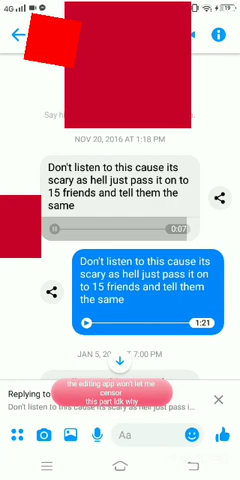 4G
Say h
NOV 20, 2016 AT 1:18 PM
Don't listen to this cause its
scary as hell just pass it on to
15 friends and tell them the
same
0:07
Don't listen to this cause its
scary as hell just pass it on
to 15 friends and tell them
the same
1:21
JAN 5, 7:00 PM
Replying to
the editing app won't let me
censor
this part Idk why
Don't listen to this cause its scary as hell just pass i...
Aa